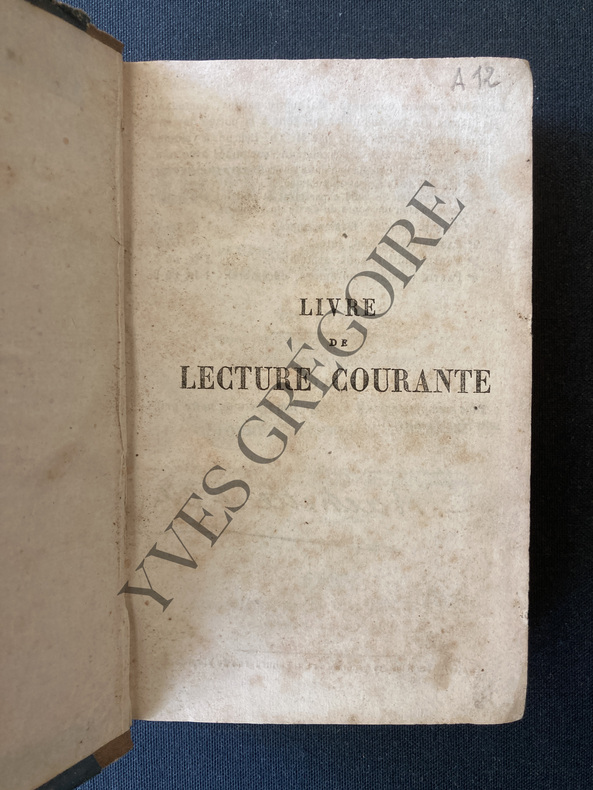 A 12
LIVRE
DE
LECTURE COURANTE
YVES GRÉGOIRE